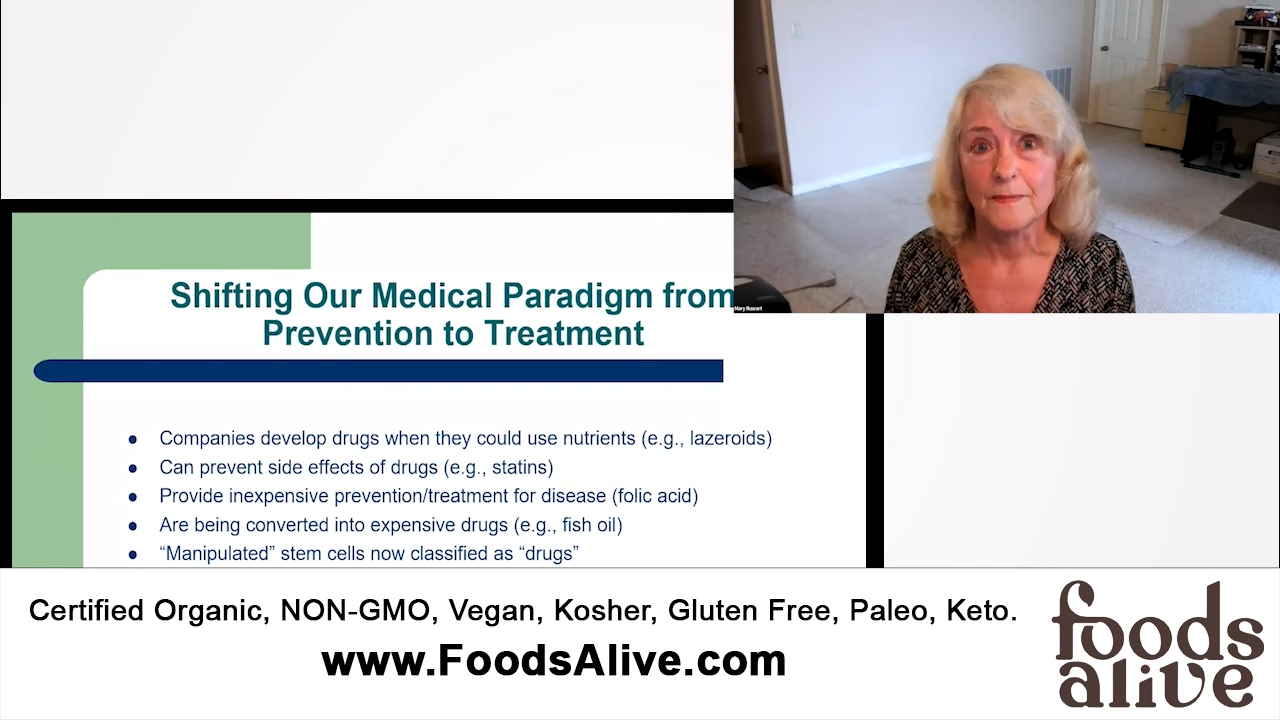 Mary Russart
Shifting Our Medical Paradigm from
Prevention to Treatment
● Companies develop drugs when they could use nutrients (e.g., lazeroids)
● Can prevent side effects of drugs (e.g., statins)
● Provide inexpensive prevention/treatment for disease (folic acid)
● Are being converted into expensive drugs (e.g., fish oil)
● “Manipulated” stem cells now classified as “drugs”
Certified Organic, NON-GMO, Vegan, Kosher, Gluten Free, Paleo, Keto.
www.FoodsAlive.com
foods
alive